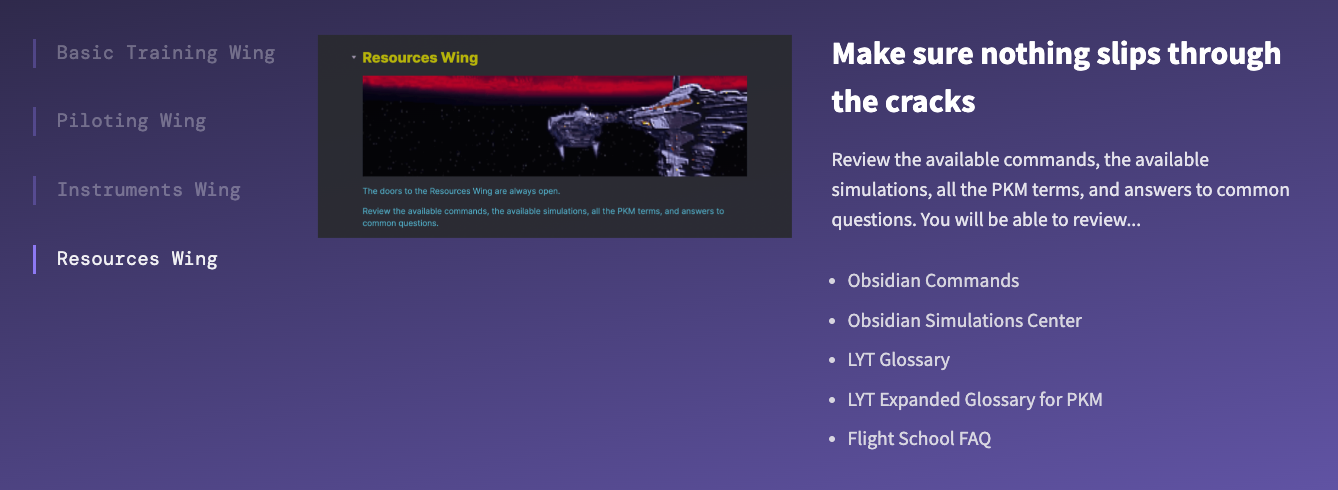 Basic Training Wing
Piloting Wing
Instruments Wing
Resources Wing
Resources Wing
The doors to the Resources Wing are always open.
Review the available commands, the available simulations, all the PKM terms, and answers to
common questions.
Make sure nothing slips through
the cracks
Review the available commands, the available
simulations, all the PKM terms, and answers to common
questions. You will be able to review...
• Obsidian Commands
• Obsidian Simulations Center
• LYT Glossary
• LYT Expanded Glossary for PKM
• Flight School FAQ